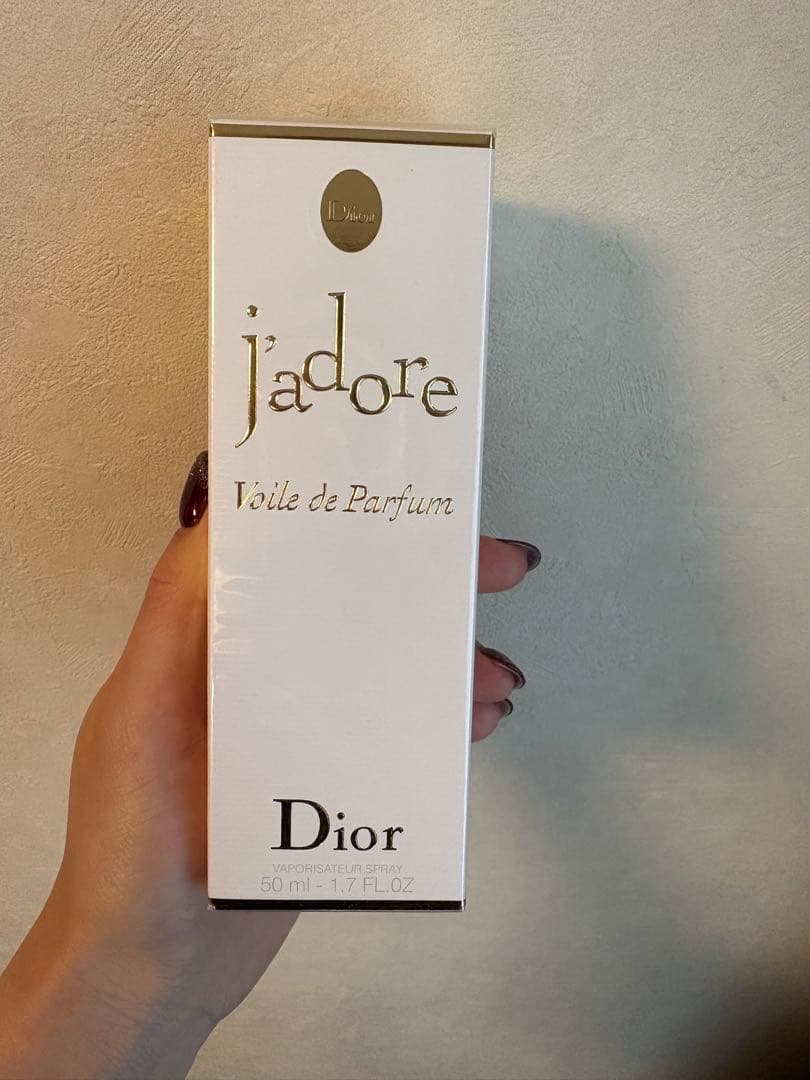 Dior
j'adore
Voile de Parfum
Dior
VAPORISATEUR SPRAY
50 ml - 1.7 FL.OZ